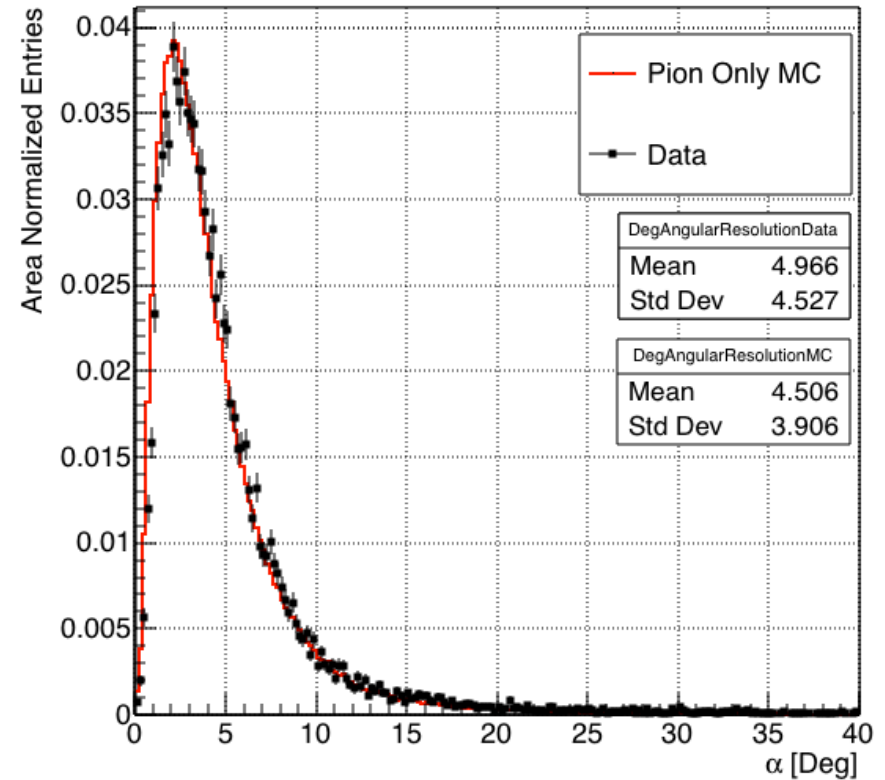 Area Normalized Entries
0.04
0.035
0.03
0.025
0.02
0.015
0.01
0.005
0
0 5 10 15 20 25 30 35 40
α [Deg]
Pion Only MC
Data
DegAngularResolutionData
Mean 4.966
Std Dev 4.527
DegAngularResolutionMC
Mean 4.506
Std Dev 3.906